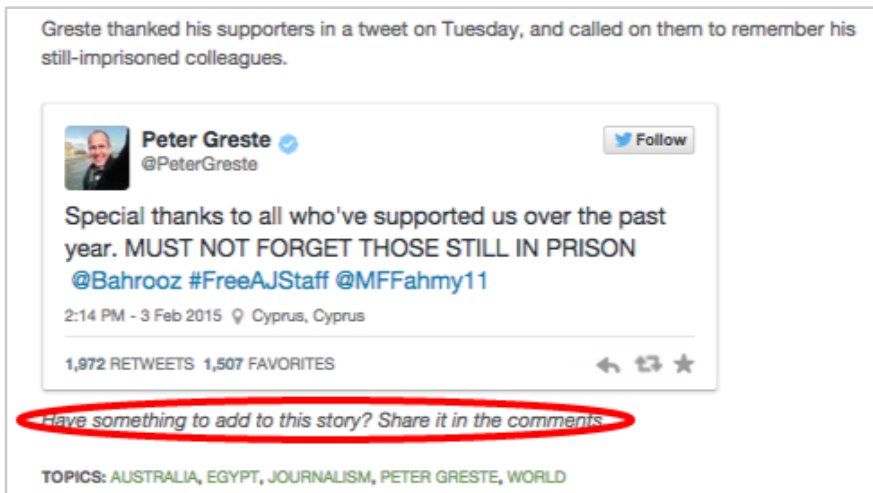 Greste thanked his supporters in a tweet on Tuesday, and called on them to remember his
still-imprisoned colleagues.
Peter Greste
Follow
@PeterGreste
Special thanks to all who've supported us over the past
year. MUST NOT FORGET THOSE STILL IN PRISON
@Bahrooz #FreeAJStaff @MFFahmy11
2:14 PM - 3 Feb 2015 Cyprus, Cyprus
1,972 RETWEETS 1,507 FAVORITES
Have something to add to this story? Share it in the comments.
TOPICS: AUSTRALIA, EGYPT, JOURNALISM, PETER GRESTE, WORLD